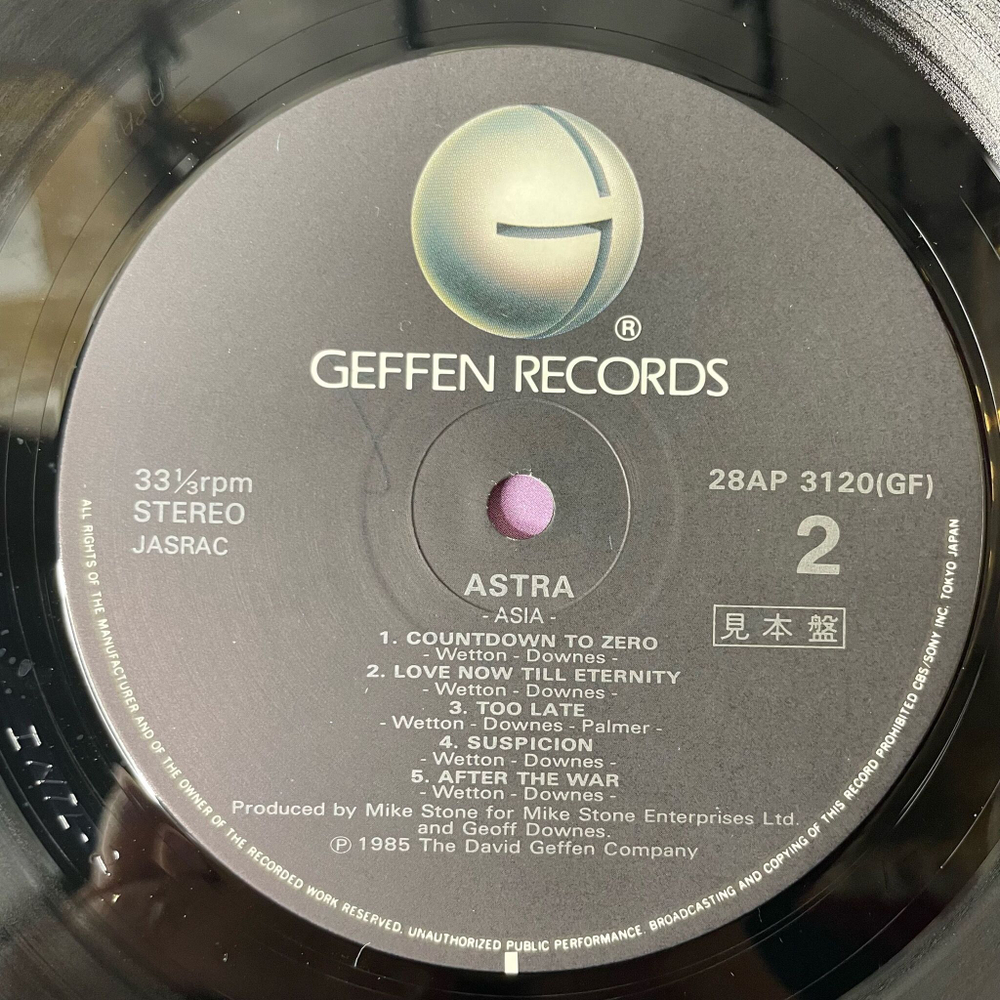 ®
GEFFEN RECORDS
33⅓rpm
STEREO
JASRAC
28AP 3120(GF)
2
見本盤
ASTRA
- ASIA -
1. COUNTDOWN TO ZERO
- Wetton - Downes -
2. LOVE NOW TILL ETERNITY
- Wetton - Downes -
3. TOO LATE
- Wetton - Downes - Palmer -
4. SUSPICION
- Wetton - Downes -
5. AFTER THE WAR
- Wetton - Downes -
Produced by Mike Stone for Mike Stone Enterprises Ltd.
and Geoff Downes.
Ⓟ 1985 The David Geffen Company
ALL RIGHTS OF THE MANUFACTURER AND OF THE OWNER OF THE RECORDED WORK RESERVED. UNAUTHORIZED PUBLIC PERFORMANCE. BROADCASTING AND COPYING OF THIS RECORD PROHIBITED CBS/SONY INC. TOKYO JAPAN